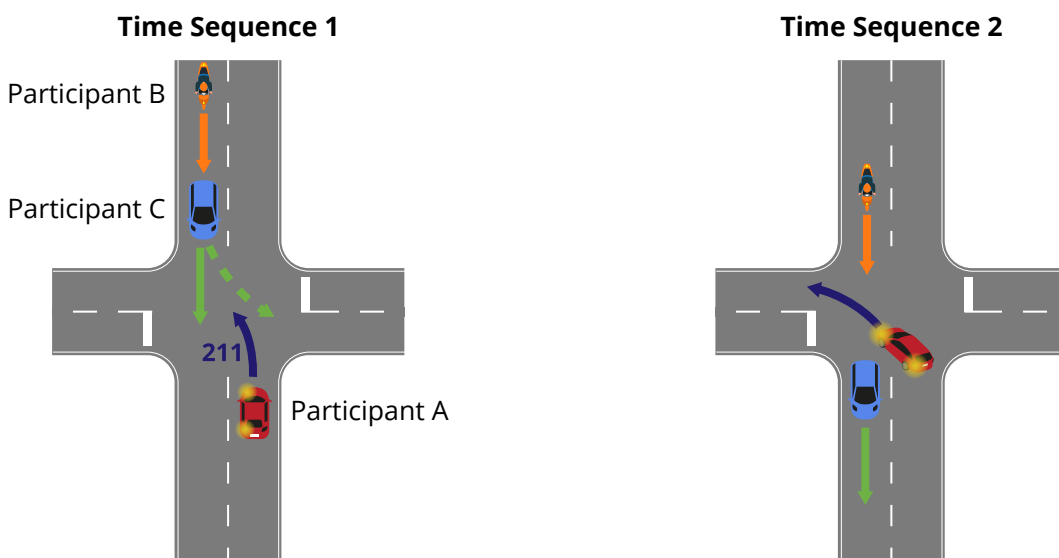 Time Sequence 1
Time Sequence 2
Participant B
Participant C
211
Participant A